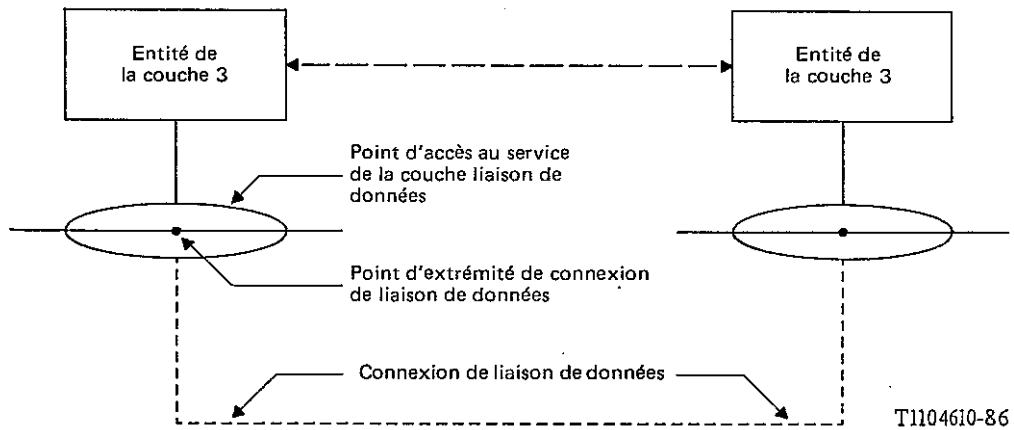 Entité de
la couche 3
Entité de
la couche 3
Point d'accès au service
de la couche liaison de
données
Point d'extrémité de connexion
de liaison de données
Connexion de liaison de données
T1104610-86